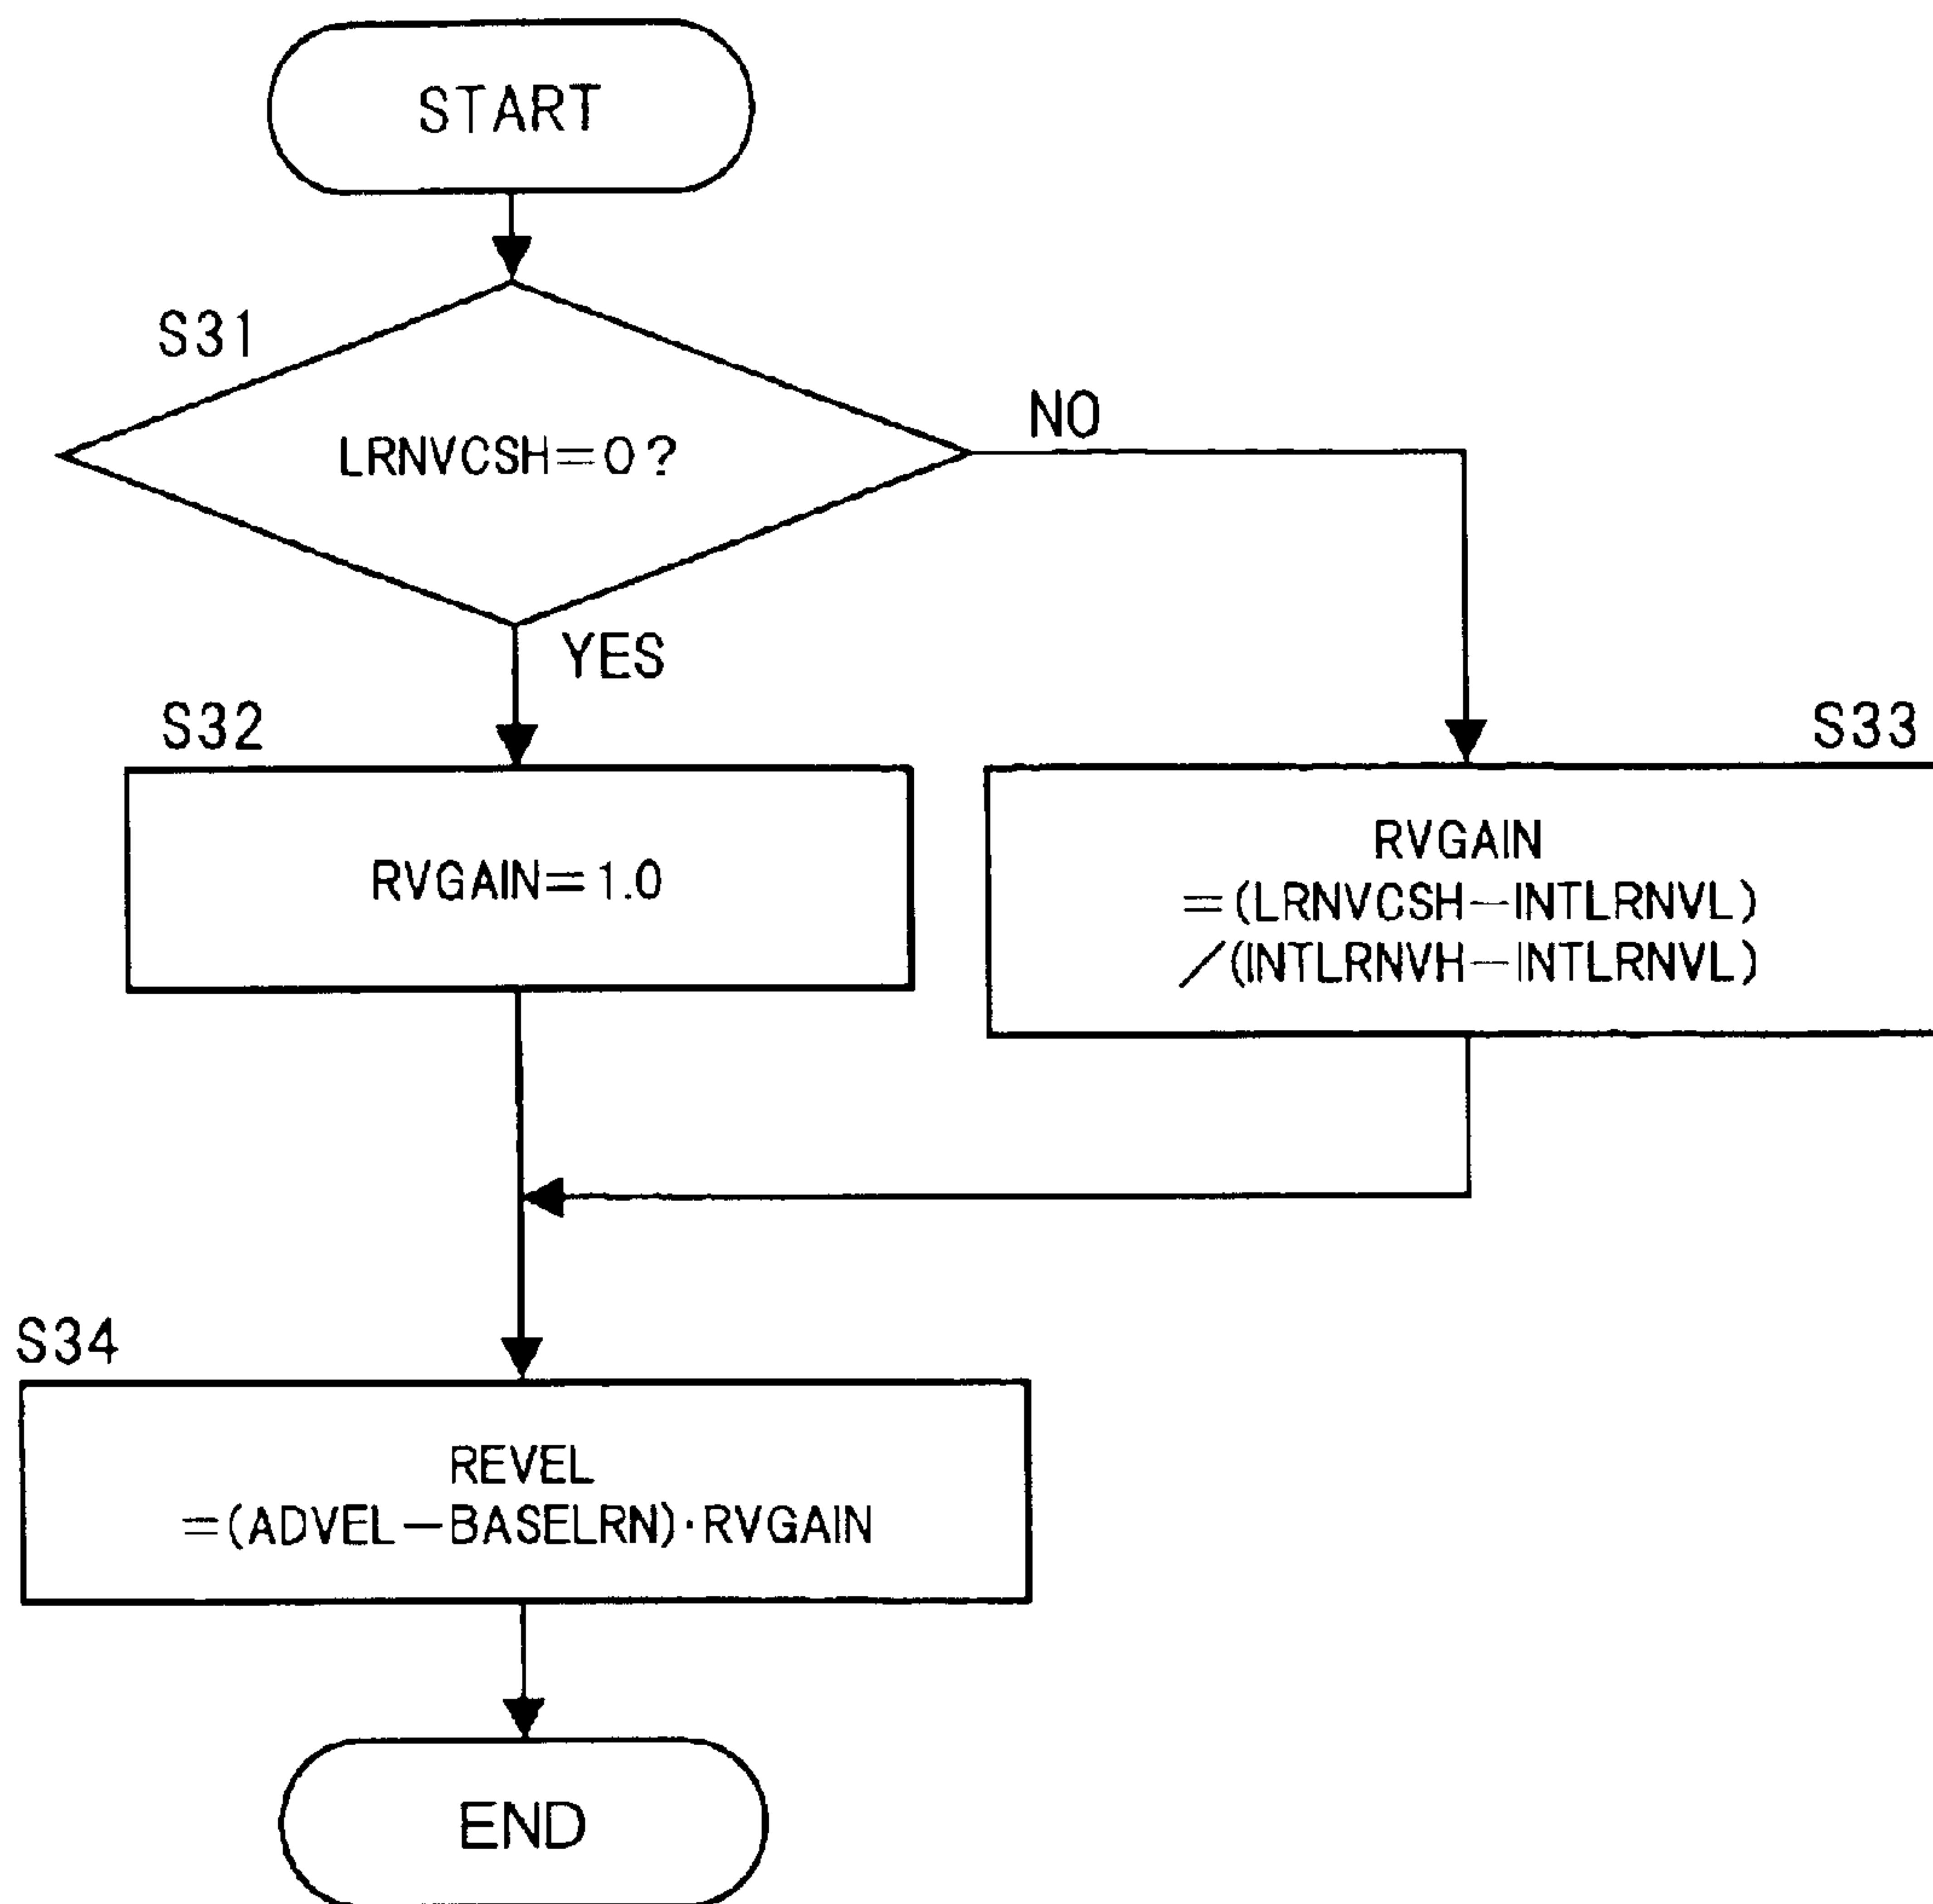 START
S31
LRNVCSH=0?
NO
YES
S32
RVGAIN=1.0
S33
RVGAIN
=(LRNVCSH-INTLRNVL)
/(INTLRNVH-INTLRNVL)
S34
REVEL
=(ADVEL-BASELRN)·RVGAIN
END